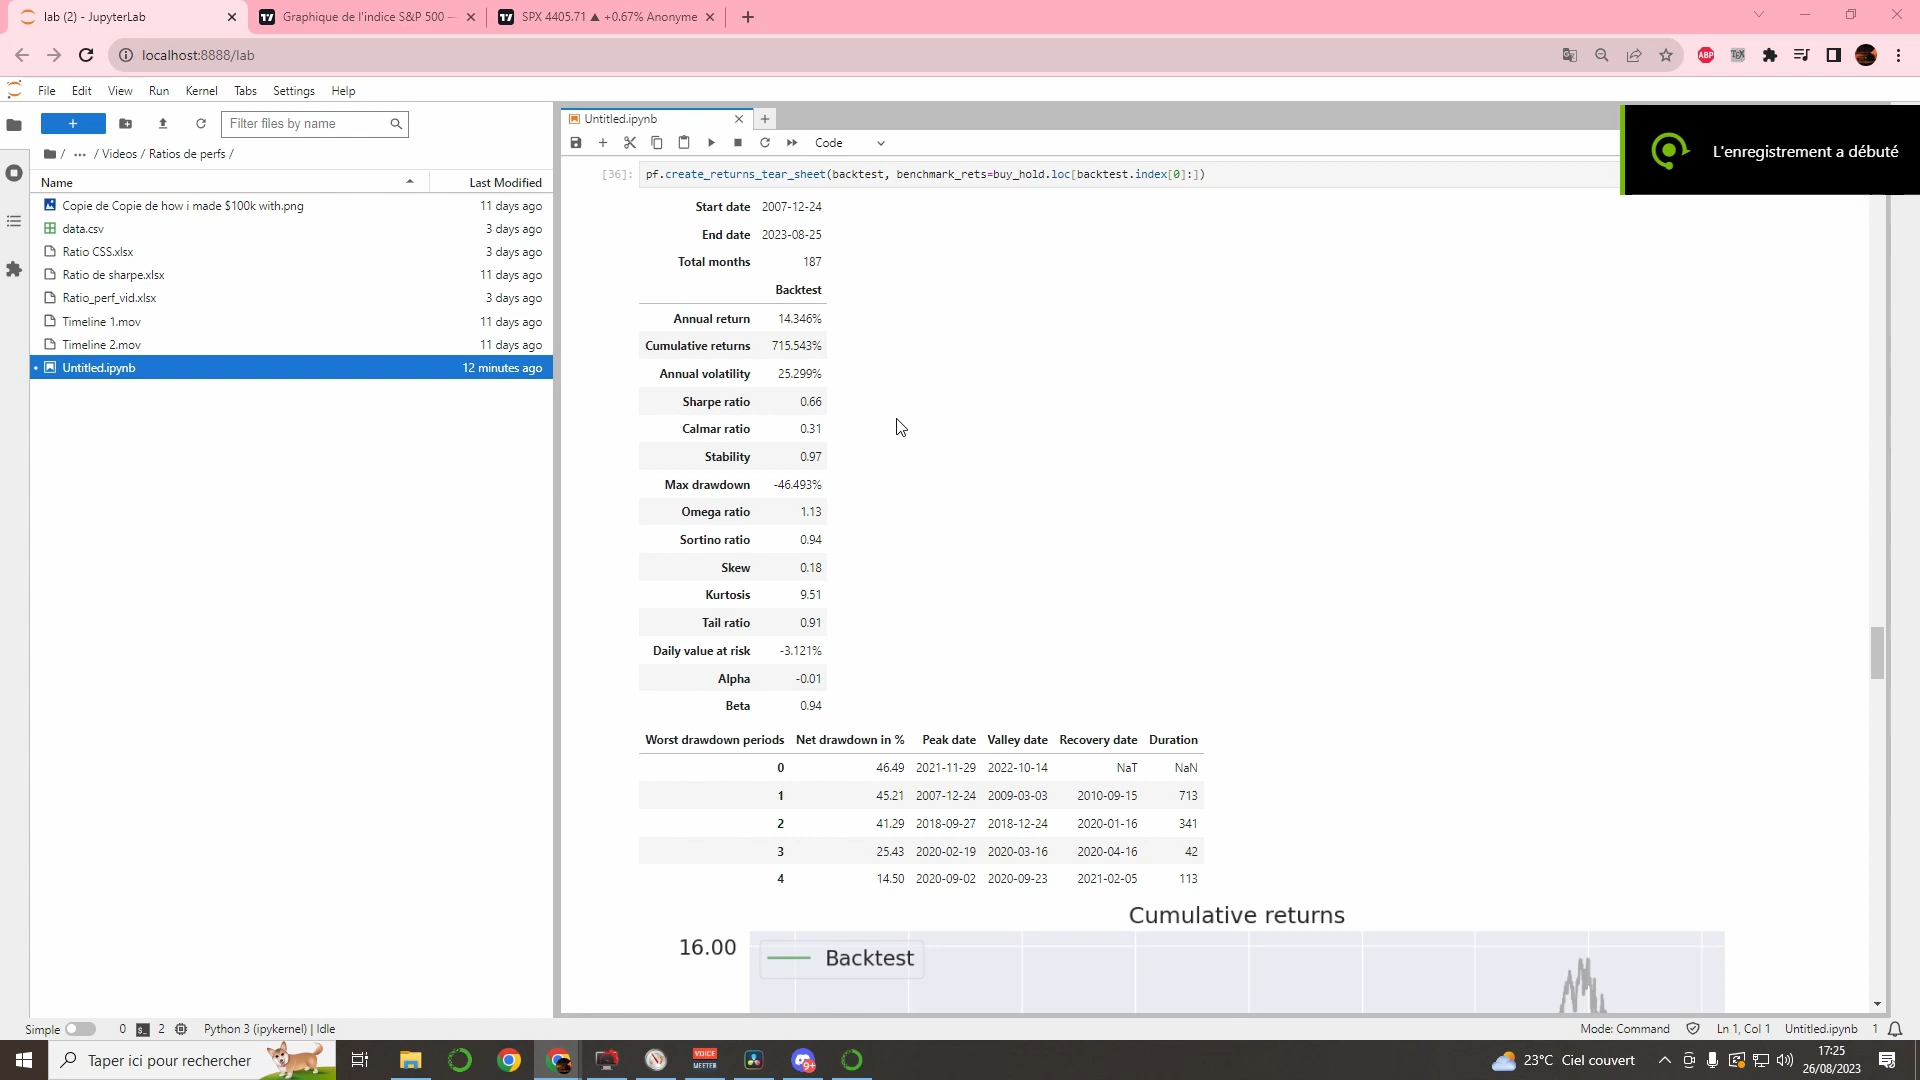 lab (2) - JupyterLab
Graphique de l'indice S&P 500 —
SPX 4405.71 ▲ +0.67% Anonyme
localhost:8888/lab
ABP
TEX
File Edit View Run Kernel Tabs Settings Help
Filter files by name
/ ··· / Videos / Ratios de perfs /
Name Last Modified
Copie de Copie de how i made $100k with.png 11 days ago
data.csv 3 days ago
Ratio CSS.xlsx 3 days ago
Ratio de sharpe.xlsx 11 days ago
Ratio_perf_vid.xlsx 3 days ago
Timeline 1.mov 11 days ago
Timeline 2.mov 11 days ago
Untitled.ipynb 12 minutes ago
Untitled.ipynb
Code
L'enregistrement a débuté
[36]: pf.create_returns_tear_sheet(backtest, benchmark_rets=buy_hold.loc[backtest.index[0]:])
Start date 2007-12-24
End date 2023-08-25
Total months 187
Backtest
Annual return 14.346%
Cumulative returns 715.543%
Annual volatility 25.299%
Sharpe ratio 0.66
Calmar ratio 0.31
Stability 0.97
Max drawdown -46.493%
Omega ratio 1.13
Sortino ratio 0.94
Skew 0.18
Kurtosis 9.51
Tail ratio 0.91
Daily value at risk -3.121%
Alpha -0.01
Beta 0.94
Worst drawdown periods Net drawdown in % Peak date Valley date Recovery date Duration
0 46.49 2021-11-29 2022-10-14 NaT NaN
1 45.21 2007-12-24 2009-03-03 2010-09-15 713
2 41.29 2018-09-27 2018-12-24 2020-01-16 341
3 25.43 2020-02-19 2020-03-16 2020-04-16 42
4 14.50 2020-09-02 2020-09-23 2021-02-05 113
Cumulative returns
16.00
Backtest
Simple 0 2 Python 3 (ipykernel) | Idle
Mode: Command Ln 1, Col 1 Untitled.ipynb 1
Taper ici pour rechercher
VOICE
MEETER
9+
23°C Ciel couvert
17:25
26/08/2023